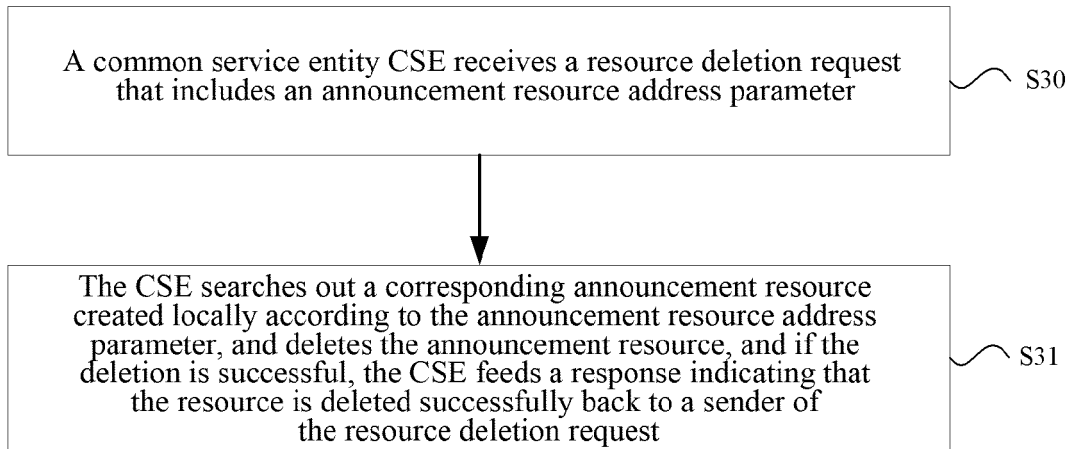 A common service entity CSE receives a resource deletion request
that includes an announcement resource address parameter
S30
The CSE searches out a corresponding announcement resource
created locally according to the announcement resource address
parameter, and deletes the announcement resource, and if the
deletion is successful, the CSE feeds a response indicating that
the resource is deleted successfully back to a sender of
the resource deletion request
S31